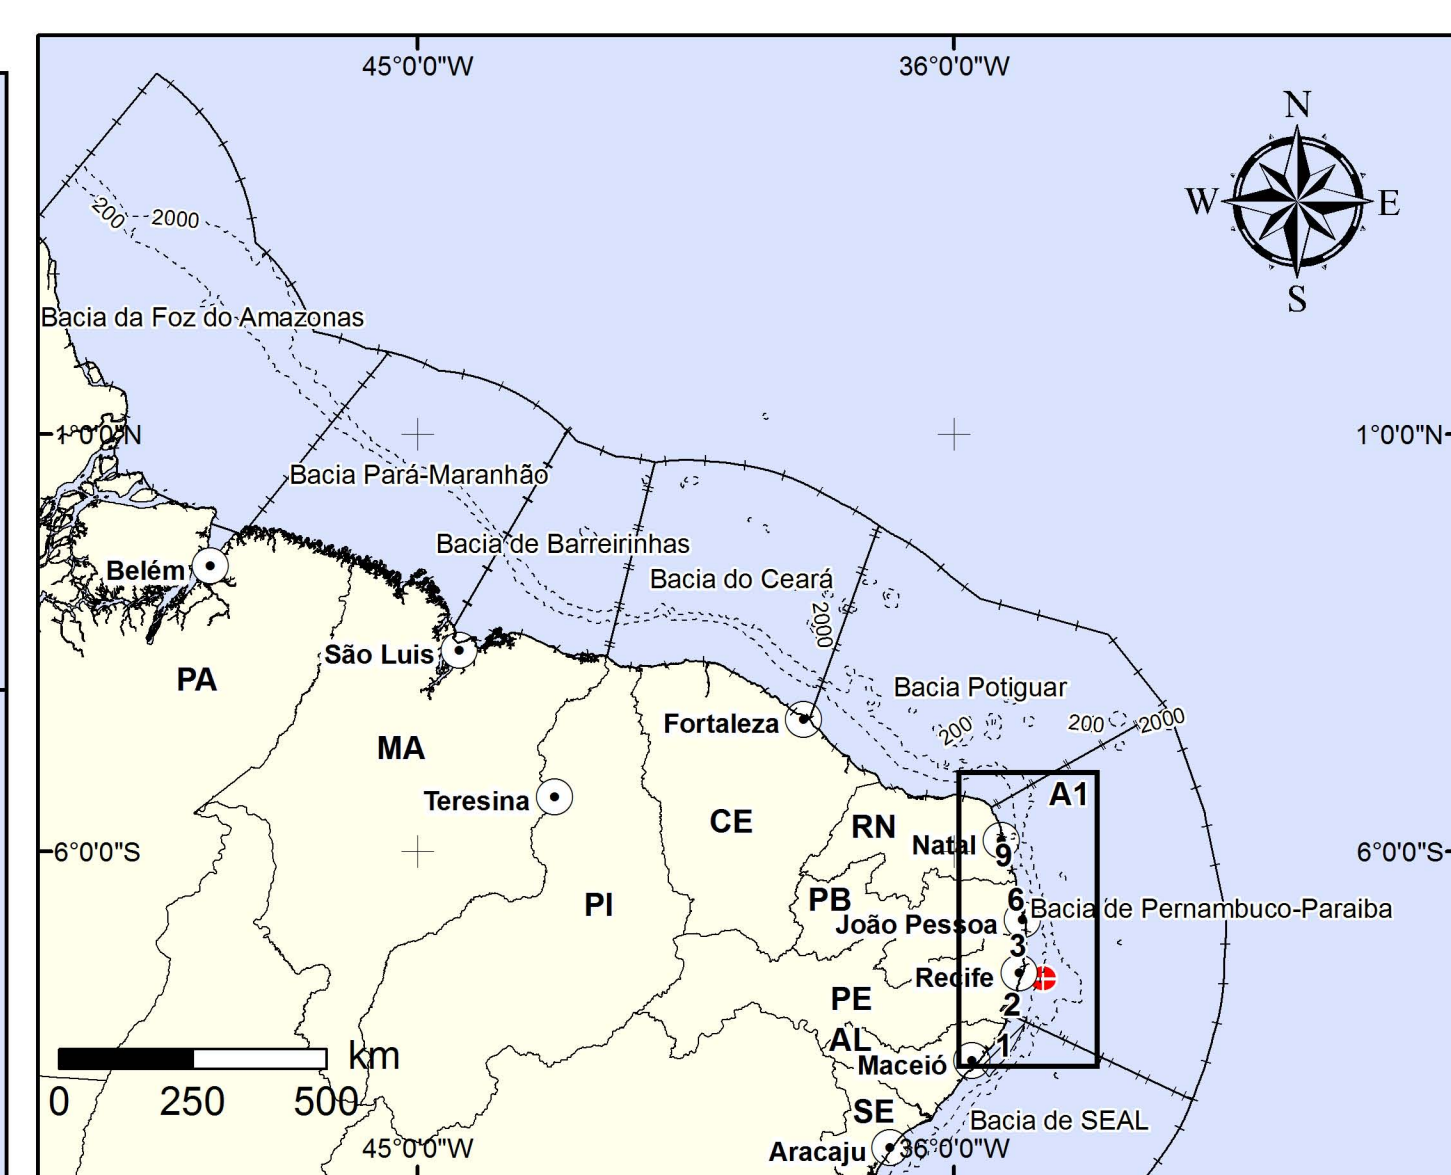 45°0'0"W
36°0'0"W
N
W
E
S
200
2000
Bacia da Foz do Amazonas
1°0'0"N
1°0'0"N
Bacia Pará-Maranhão
Bacia de Barreirinhas
Belém
Bacia do Ceará
2000
São Luis
PA
Bacia Potiguar
Fortaleza
200
200
2000
MA
A1
Teresina
CE
RN
Natal
9
6°0'0"S
6°0'0"S
PI
PB
6
Bacia de Pernambuco-Paraiba
João Pessoa
3
Recife
PE
2
AL
1
km
Maceió
0
250
500
SE
Bacia de SEAL
45°0'0"W
Aracaju
36°0'0"W